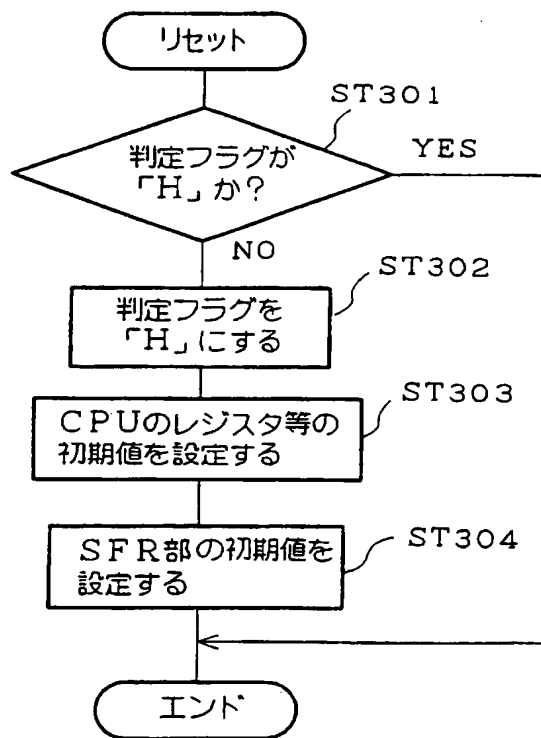 リセット
ST301
判定フラグが
「H」か?
YES
NO
ST302
判定フラグを
「H」にする
ST303
CPUのレジスタ等の
初期値を設定する
ST304
SFR部の初期値を
設定する
エンド